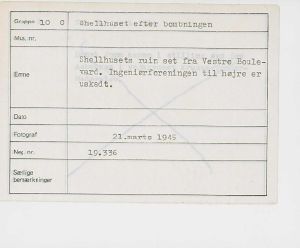 Gruppe 10 C Shellhuset efter bombningen
Mus. nr.
Emne Shellhusets ruin set fra Vestre Boule-
vard. Ingeniørforeningen til højre er
uskadt.
Dato
Fotograf 21.marts 1945
Neg. nr. 19.336
Særlige
bemærkninger